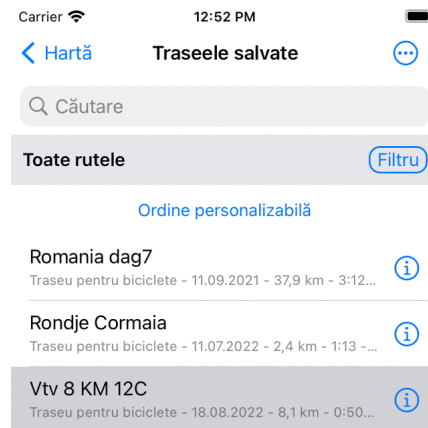 Carrier 12:52 PM
Hartă Traseele salvate
Căutare
Toate rutele Filtru
Ordine personalizabilă
Romania dag7
Traseu pentru biciclete - 11.09.2021 - 37,9 km - 3:12...
Rondje Cormaia
Traseu pentru biciclete - 11.07.2022 - 2,4 km - 1:13 -...
Vtv 8 KM 12C
Traseu pentru biciclete - 18.08.2022 - 8,1 km - 0:50...